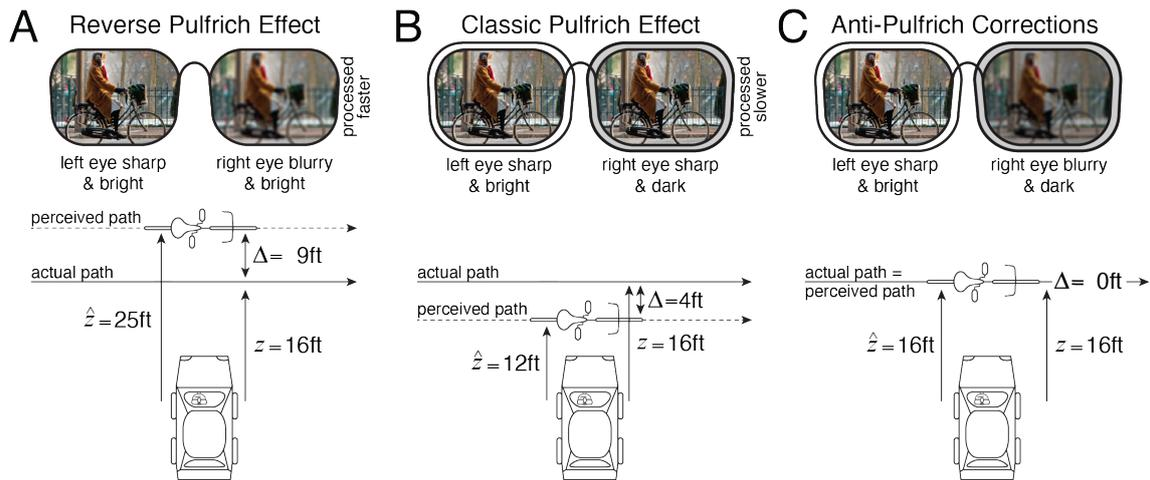 A Reverse Pulfrich Effect
processed
faster
left eye sharp
& bright
right eye blurry
& bright
perceived path
Δ= 9ft
actual path
ẑ=25ft
z=16ft
B Classic Pulfrich Effect
processed
slower
left eye sharp
& bright
right eye sharp
& dark
actual path
Δ=4ft
perceived path
ẑ=12ft
z=16ft
C Anti-Pulfrich Corrections
left eye sharp
& bright
right eye blurry
& dark
actual path =
perceived path
Δ= 0ft
ẑ=16ft
z=16ft